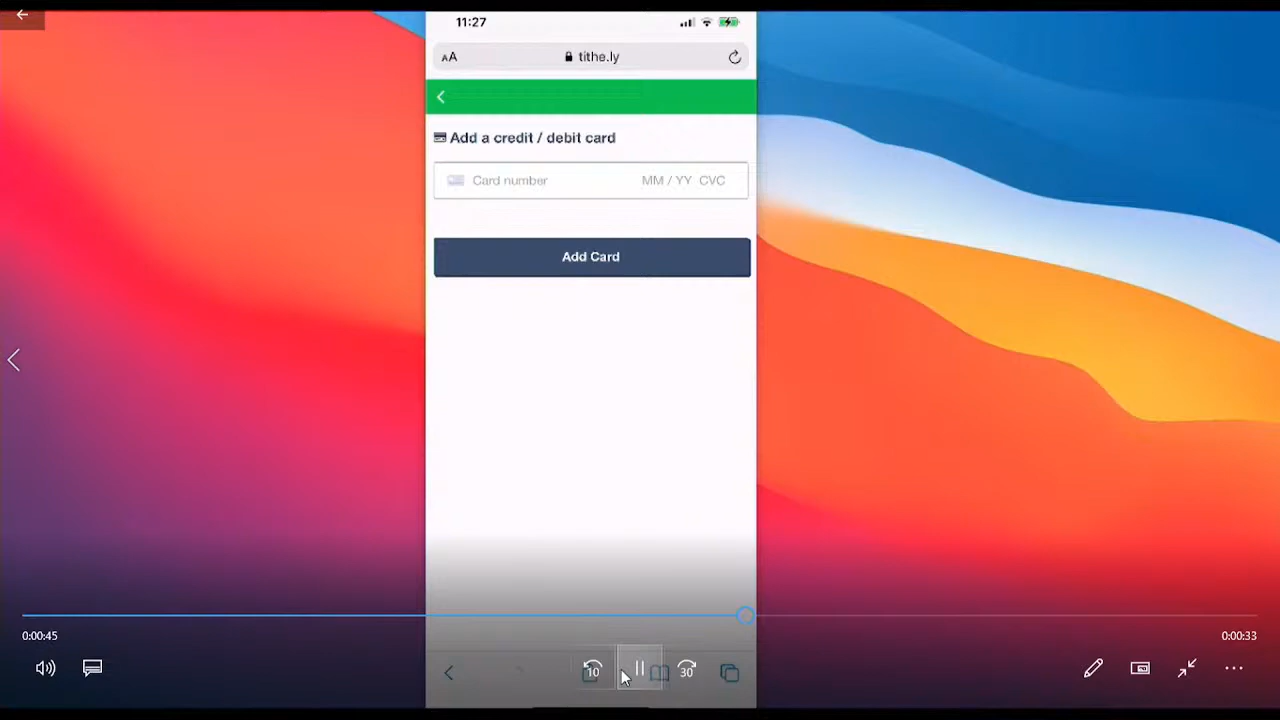 11:27
AA
tithe.ly
Add a credit / debit card
Card number MM / YY CVC
Add Card
0:00:45
0:00:33
10
30